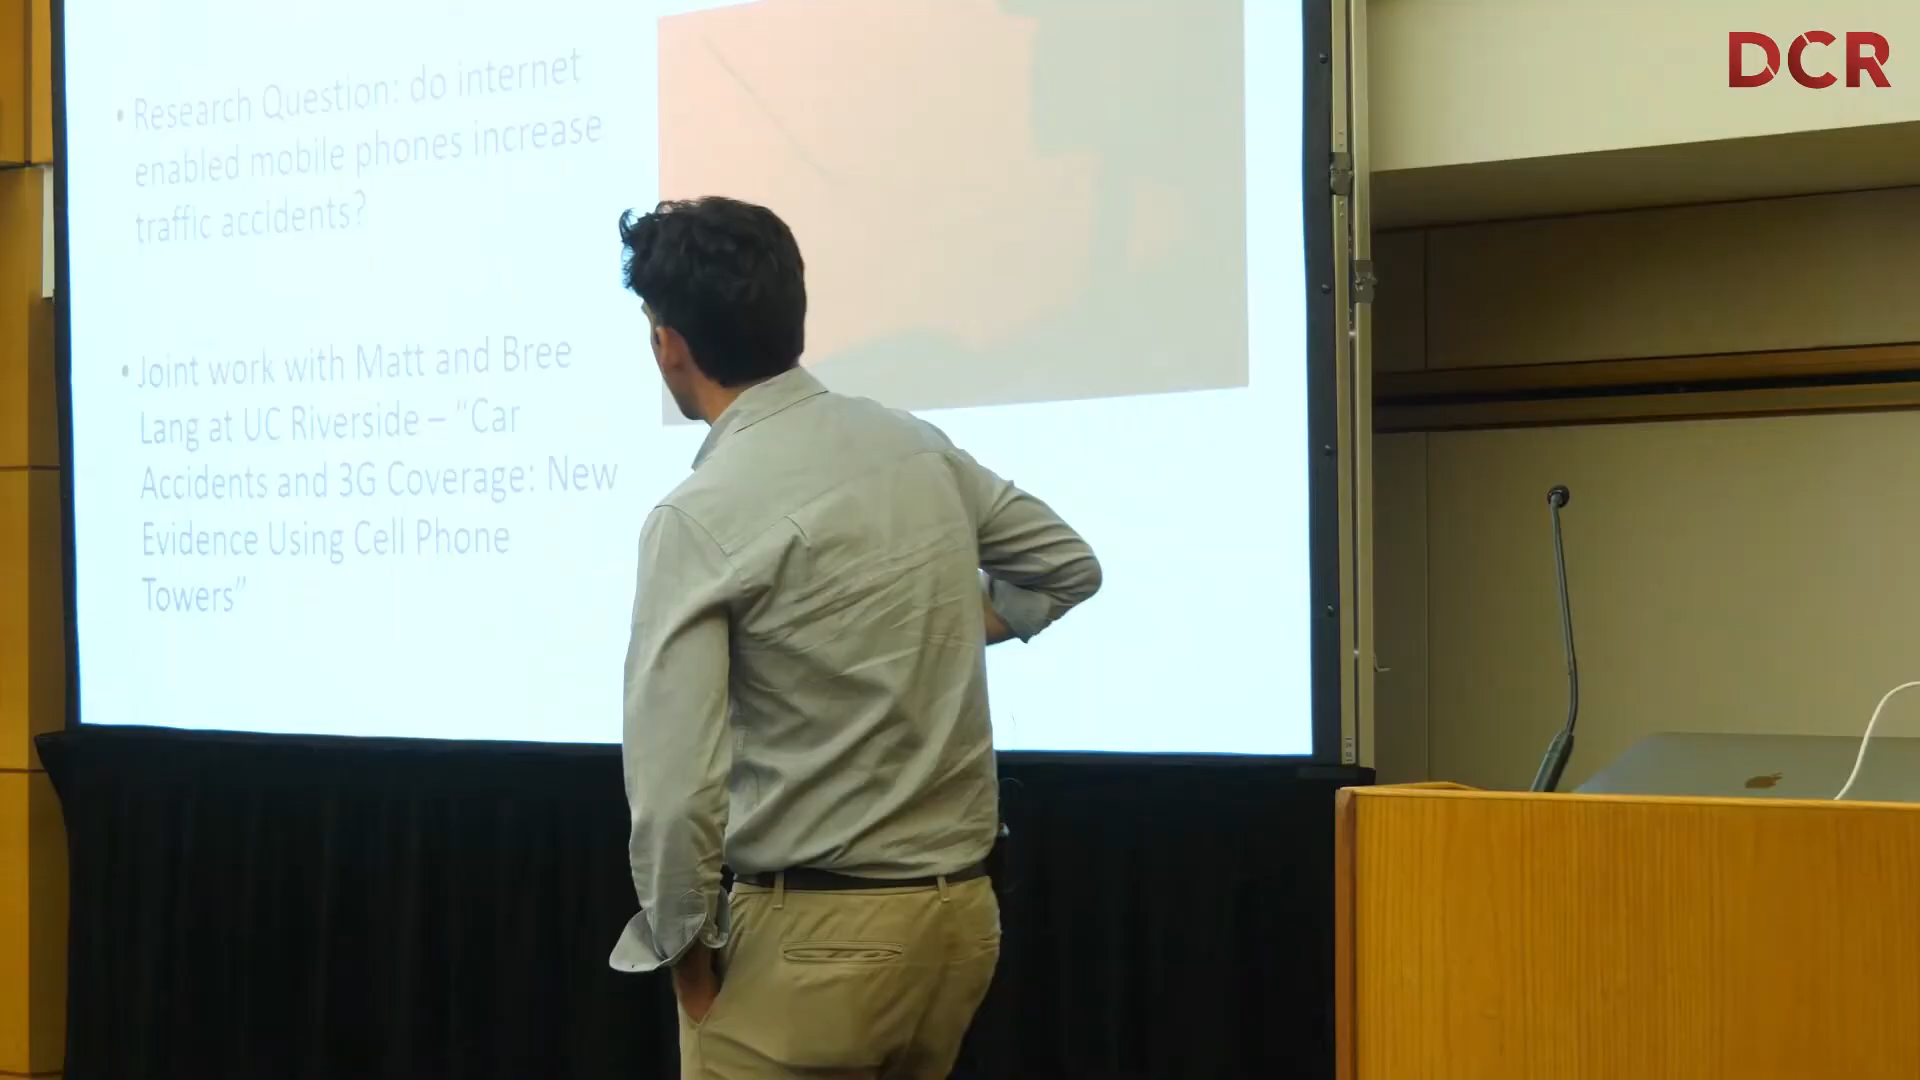 DCR
• Research Question: do internet
enabled mobile phones increase
traffic accidents?
• Joint work with Matt and Bree
Lang at UC Riverside – “Car
Accidents and 3G Coverage: New
Evidence Using Cell Phone
Towers”